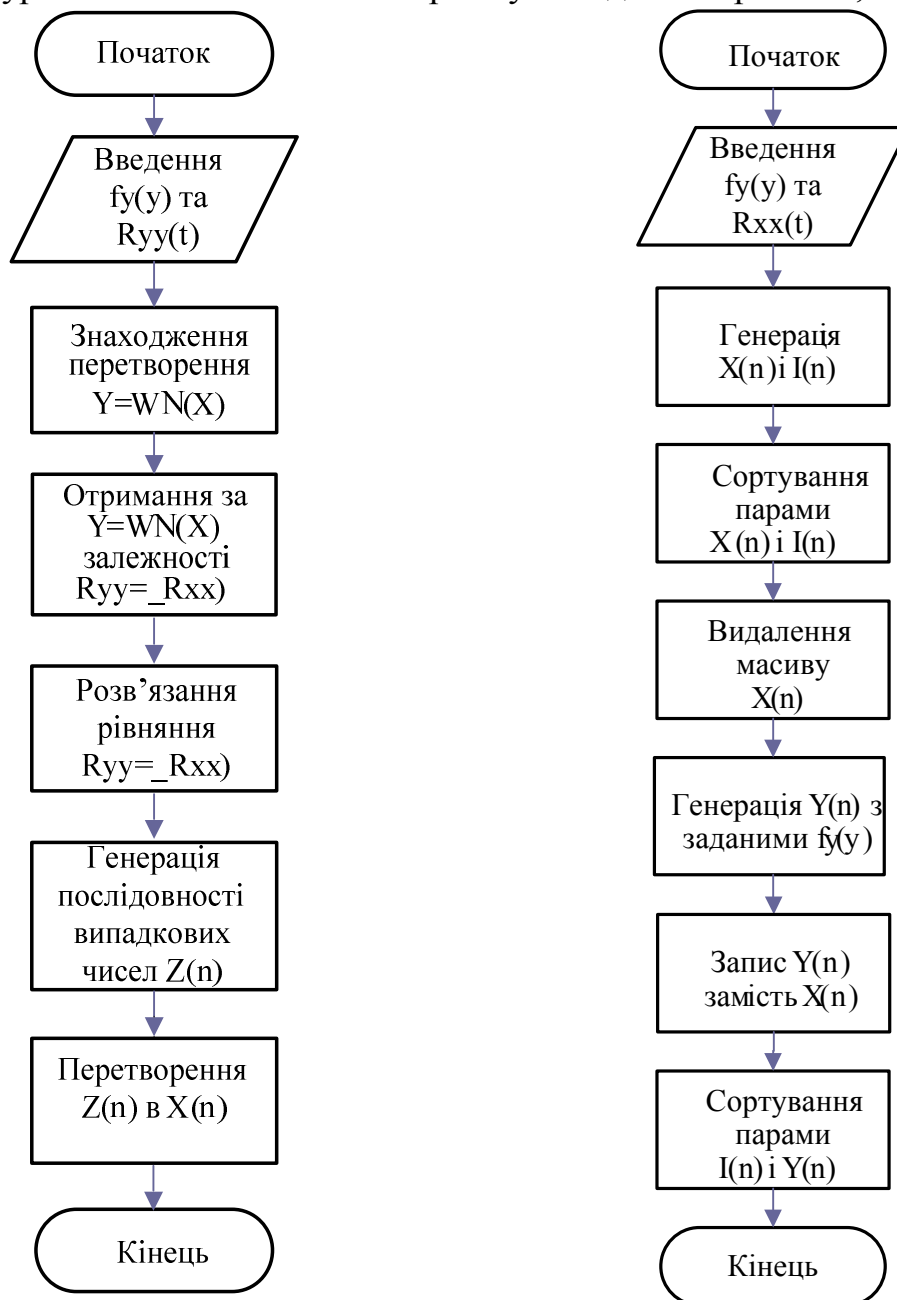 Початок
Введення
fy(y) та
Ryy(t)
Знаходження
перетворення
Y=WN(X)
Отримання за
Y=WN(X)
залежності
Ryy=_Rxx)
Розв’язання
рівняння
Ryy=_Rxx)
Генерація
послідовності
випадкових
чисел Z(n)
Перетворення
Z(n) в X(n)
Кінець
Початок
Введення
fy(y) та
Rxx(t)
Генерація
X(n)і I(n)
Сортування
парами
X(n) і I(n)
Видалення
масиву
X(n)
Генерація Y(n) з
заданими fy(y)
Запис Y(n)
замість X(n)
Сортування
парами
I(n) і Y(n)
Кінець